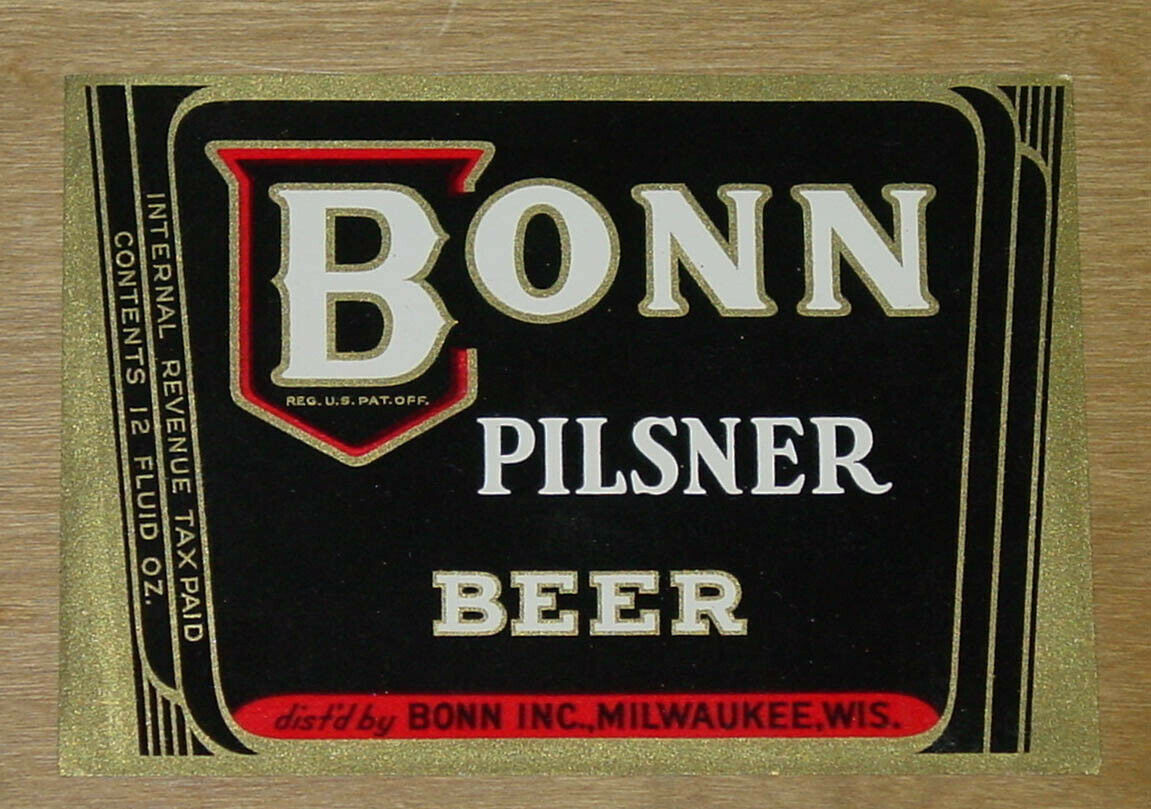 BONN
REG. U.S. PAT. OFF.
PILSNER
BEER
dist'd by BONN INC., MILWAUKEE, WIS.
INTERNAL REVENUE TAX PAID
CONTENTS 12 FLUID OZ.